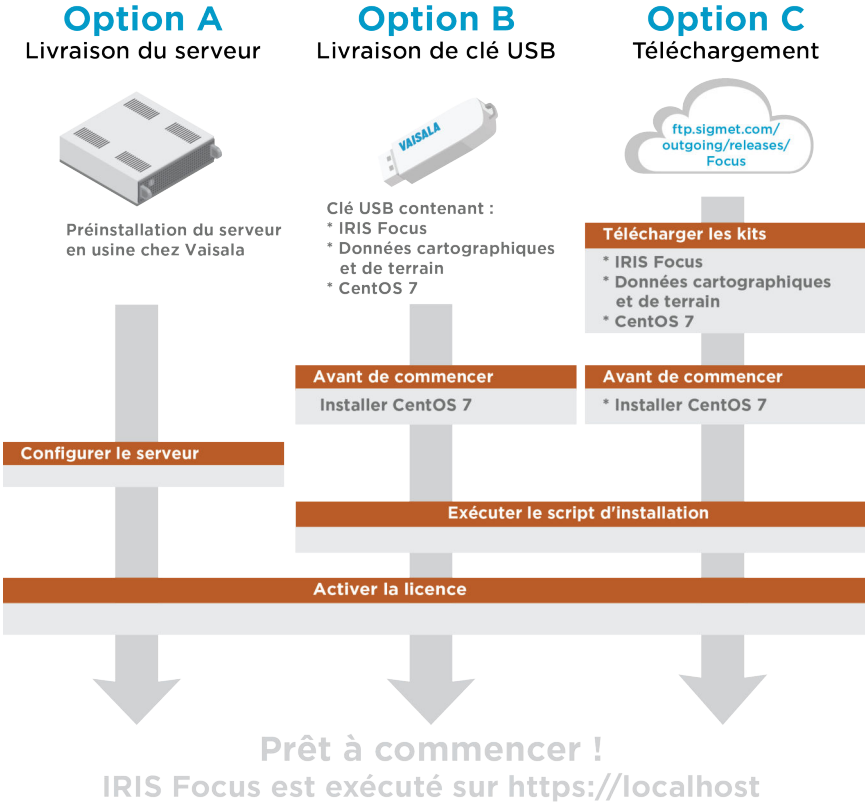 Option A
Livraison du serveur
Préinstallation du serveur
en usine chez Vaisala
Configurer le serveur
Option B
Livraison de clé USB
VAISALA
Clé USB contenant :
* IRIS Focus
* Données cartographiques
et de terrain
* CentOS 7
Avant de commencer
Installer CentOS 7
Option C
Téléchargement
ftp.sigmet.com/
outgoing/releases/
Focus
Télécharger les kits
* IRIS Focus
* Données cartographiques
et de terrain
* CentOS 7
Avant de commencer
* Installer CentOS 7
Exécuter le script d'installation
Activer la licence
Prêt à commencer !
IRIS Focus est exécuté sur https://localhost